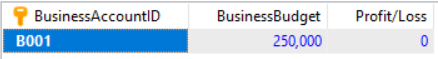 BusinessAccountID BusinessBudget Profit/Loss
B001 250,000 0